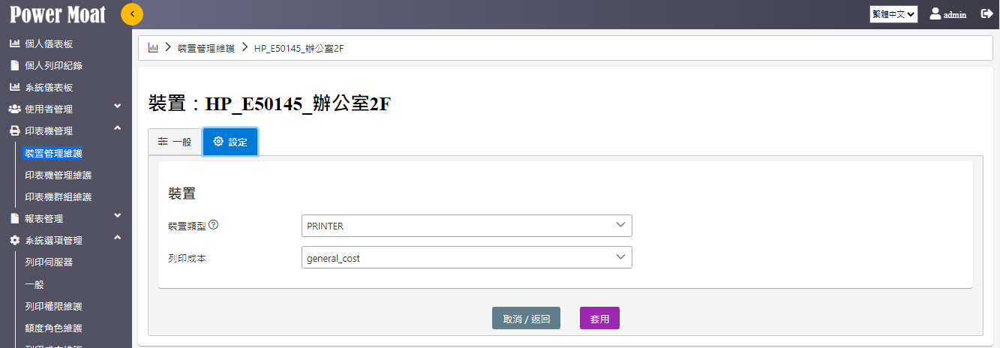 Power Moat
繁體中文
admin
個人儀表板
個人列印紀錄
系統儀表板
使用者管理
印表機管理
裝置管理維護
印表機管理維護
印表機群組維護
報表管理
系統選項管理
列印伺服器
一般
列印權限維護
額度角色維護
列印成本維護
裝置管理維護
HP_E50145_辦公室2F
裝置：HP_E50145_辦公室2F
一般
設定
裝置
裝置類型
PRINTER
列印成本
general_cost
取消 / 返回
套用